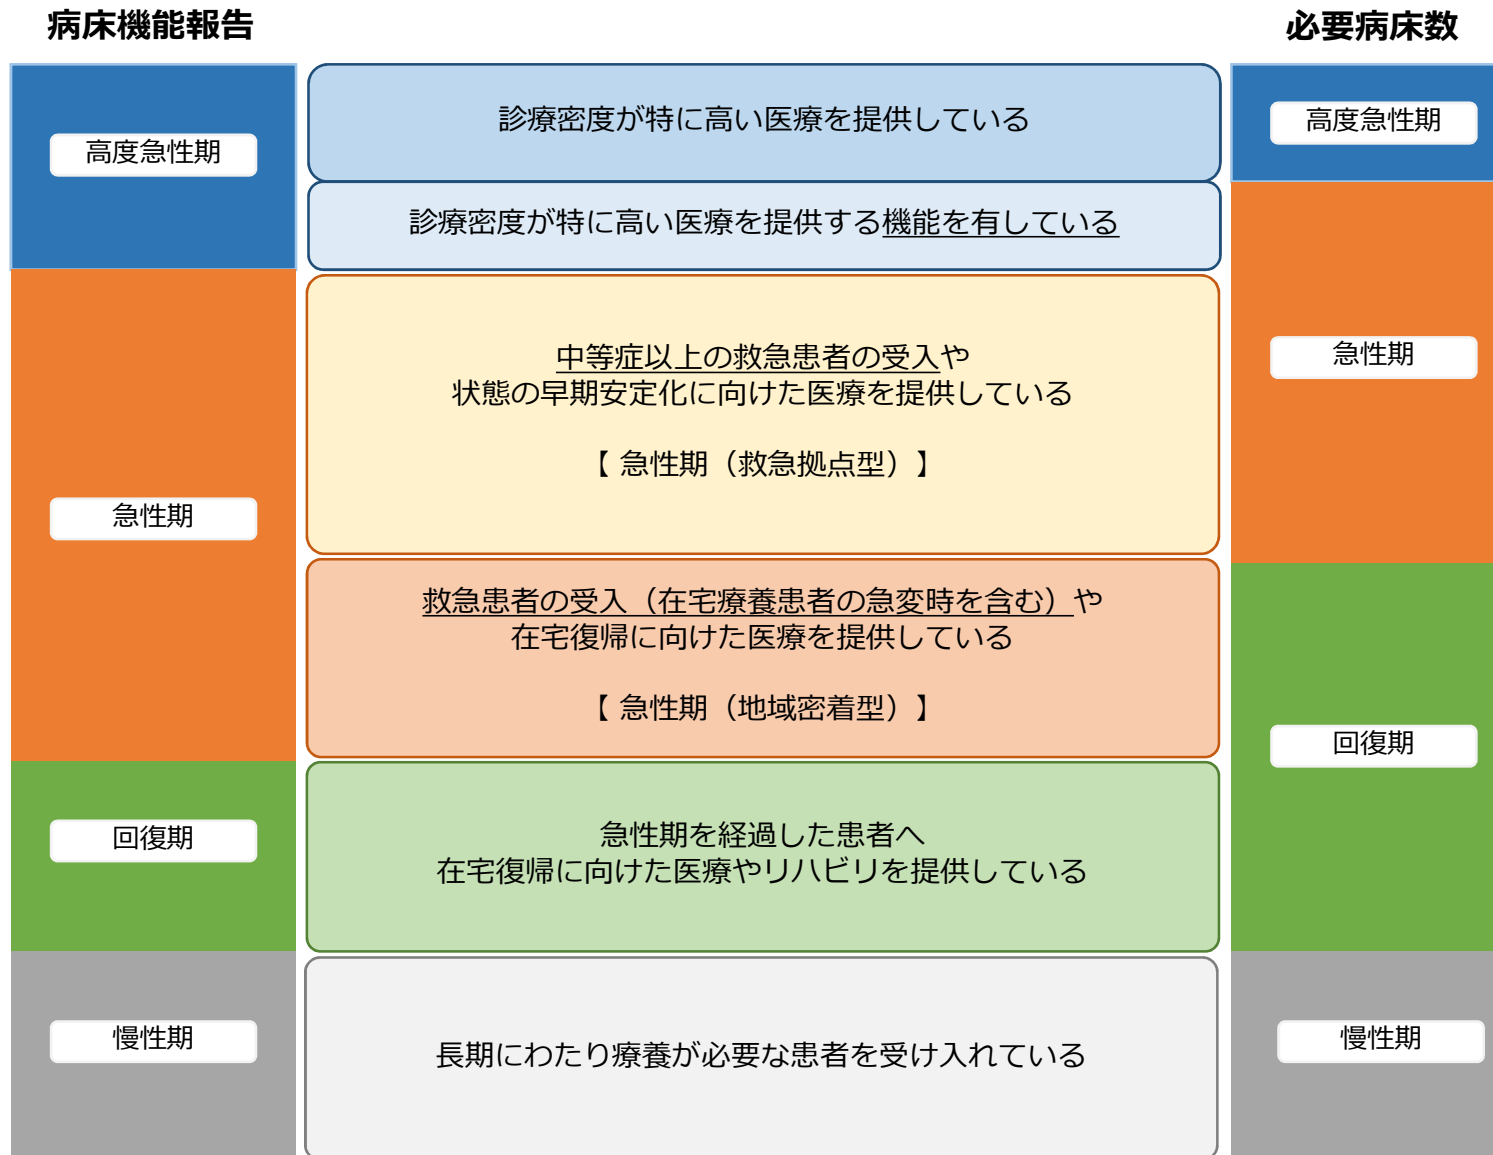 病床機能報告
必要病床数
高度急性期
診療密度が特に高い医療を提供している
高度急性期
診療密度が特に高い医療を提供する機能を有している
急性期
中等症以上の救急患者の受入や
状態の早期安定化に向けた医療を提供している
【 急性期（救急拠点型）】
急性期
救急患者の受入（在宅療養患者の急変時を含む）や
在宅復帰に向けた医療を提供している
【 急性期（地域密着型）】
回復期
急性期を経過した患者へ
在宅復帰に向けた医療やリハビリを提供している
回復期
慢性期
長期にわたり療養が必要な患者を受け入れている
慢性期